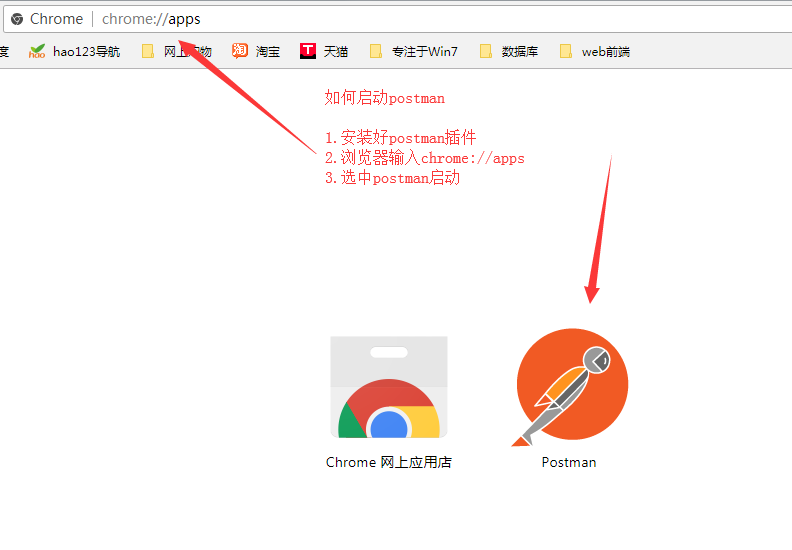 Chrome chrome://apps
度 hao123导航 网上购物 淘宝 天猫 专注于Win7 数据库 web前端
如何启动postman
1.安装好postman插件
2.浏览器输入chrome://apps
3.选中postman启动
Chrome 网上应用店 Postman